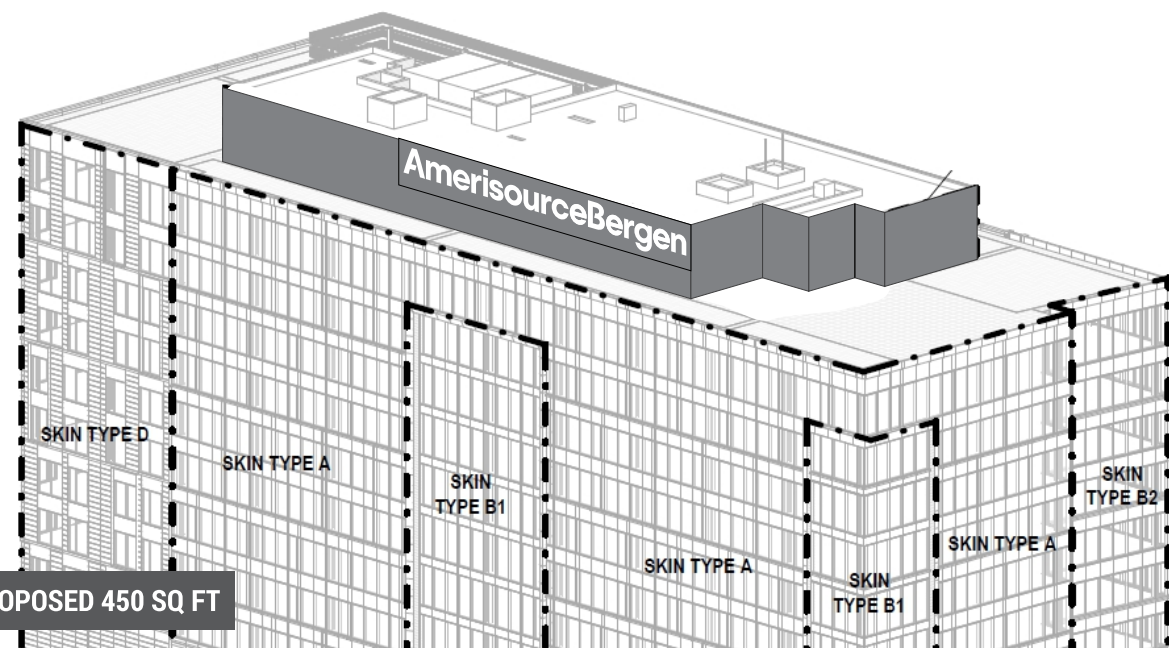 AmerisourceBergen
SKIN TYPE D
SKIN TYPE A
SKIN
TYPE B1
SKIN TYPE A
SKIN
TYPE B1
SKIN TYPE A
SKIN
TYPE B2
OPOSED 450 SQ FT